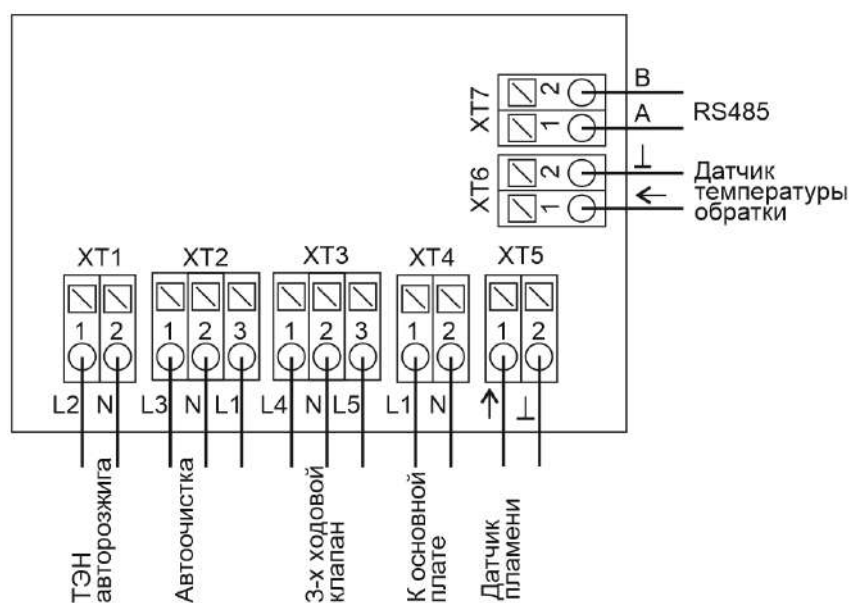 XT7
2
B
1
A
RS485
XT6
2
⊥
1
←
Датчик
температуры
обратки
XT1
XT2
XT3
XT4
XT5
1 2
1 2 3
1 2 3
1 2
1 2
L2 N
L3 N L1
L4 N L5
L1 N
↑ ⊥
ТЭН
авторозжига
Автоочистка
3-х ходовой
клапан
К основной
плате
Датчик
пламени